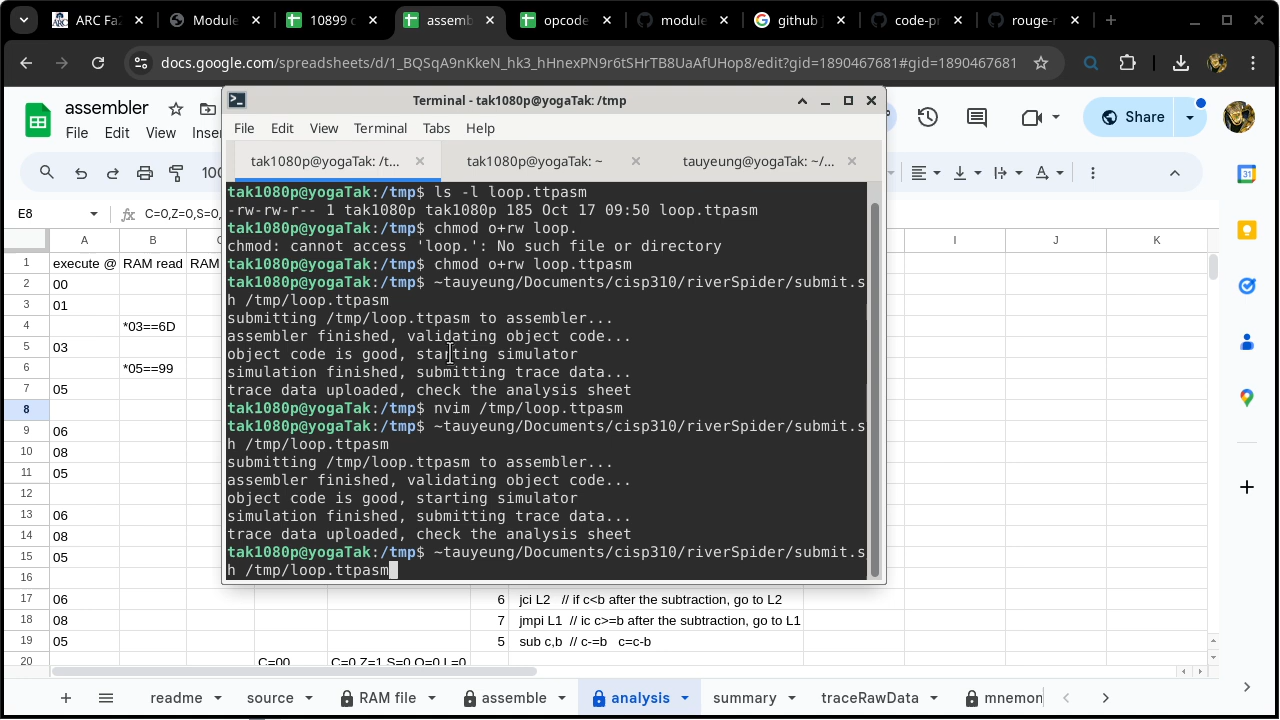 ARC Fa2
Module
10899 c
assemb
opcode
module
github j
code-p
rouge-r
docs.google.com/spreadsheets/d/1_BQSqA9nKkeN_hk3_hHnexPN9r6tSHrTB8UaAfUHop8/edit?gid=1890467681#gid=1890467681
assembler
File Edit View Inser
Share
100
E8
C=0,Z=0,S=0,
Terminal - tak1080p@yogaTak: /tmp
File Edit View Terminal Tabs Help
tak1080p@yogaTak: /t...
tak1080p@yogaTak: ~
tauyeung@yogaTak: ~/...
tak1080p@yogaTak:/tmp$ ls -l loop.ttpasm
-rw-rw-r-- 1 tak1080p tak1080p 185 Oct 17 09:50 loop.ttpasm
tak1080p@yogaTak:/tmp$ chmod o+rw loop.
chmod: cannot access 'loop.': No such file or directory
tak1080p@yogaTak:/tmp$ chmod o+rw loop.ttpasm
tak1080p@yogaTak:/tmp$ ~tauyeung/Documents/cisp310/riverSpider/submit.s
h /tmp/loop.ttpasm
submitting /tmp/loop.ttpasm to assembler...
assembler finished, validating object code...
object code is good, starting simulator
simulation finished, submitting trace data...
trace data uploaded, check the analysis sheet
tak1080p@yogaTak:/tmp$ nvim /tmp/loop.ttpasm
tak1080p@yogaTak:/tmp$ ~tauyeung/Documents/cisp310/riverSpider/submit.s
h /tmp/loop.ttpasm
submitting /tmp/loop.ttpasm to assembler...
assembler finished, validating object code...
object code is good, starting simulator
simulation finished, submitting trace data...
trace data uploaded, check the analysis sheet
tak1080p@yogaTak:/tmp$ ~tauyeung/Documents/cisp310/riverSpider/submit.s
h /tmp/loop.ttpasm
A B C I J K
1 execute @ RAM read RAM
2 00
3 01
4 *03==6D
5 03
6 *05==99
7 05
8
9 06
10 08
11 05
12
13 06
14 08
15 05
16
17 06 6 jci L2 // if c<b after the subtraction, go to L2
18 08 7 jmpi L1 // ic c>=b after the subtraction, go to L1
19 05 5 sub c,b // c-=b c=c-b
20 C=00 C=0,Z=1,S=0,O=0,L=0
readme source RAM file assemble analysis summary traceRawData mnemon